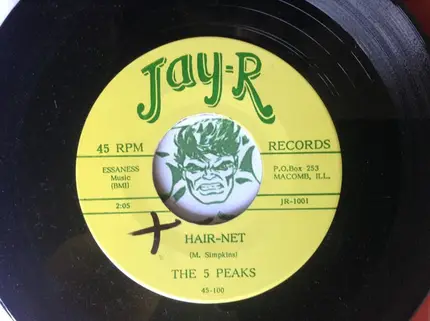 Jay-R
45 RPM RECORDS
ESSANESS
Music
(BMI)
P.O.Box 253
MACOMB, ILL.
2:05
JR-1001
HAIR-NET
(M. Simpkins)
THE 5 PEAKS
45-100